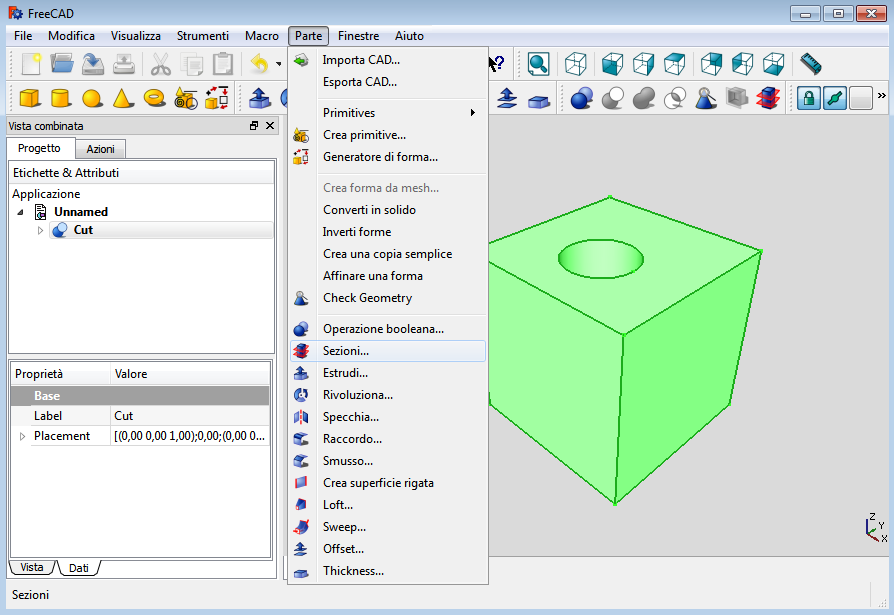 FreeCAD
File Modifica Visualizza Strumenti Macro Parte Finestre Aiuto
Importa CAD...
Esporta CAD...
Primitives
Crea primitive...
Generatore di forma...
Crea forma da mesh...
Converti in solido
Inverti forme
Crea una copia semplice
Affinare una forma
Check Geometry
Operazione booleana...
Sezioni...
Estrudi...
Rivoluziona...
Specchia...
Raccordo...
Smusso...
Crea superficie rigata
Loft...
Sweep...
Offset...
Thickness...
Vista combinata
Progetto Azioni
Etichette & Attributi
Applicazione
Unnamed
Cut
Proprietà Valore
Base
Label Cut
Placement [(0,00 0,00 1,00);0,00;(0,00 0...
Vista Dati
Sezioni
Z
Y
X